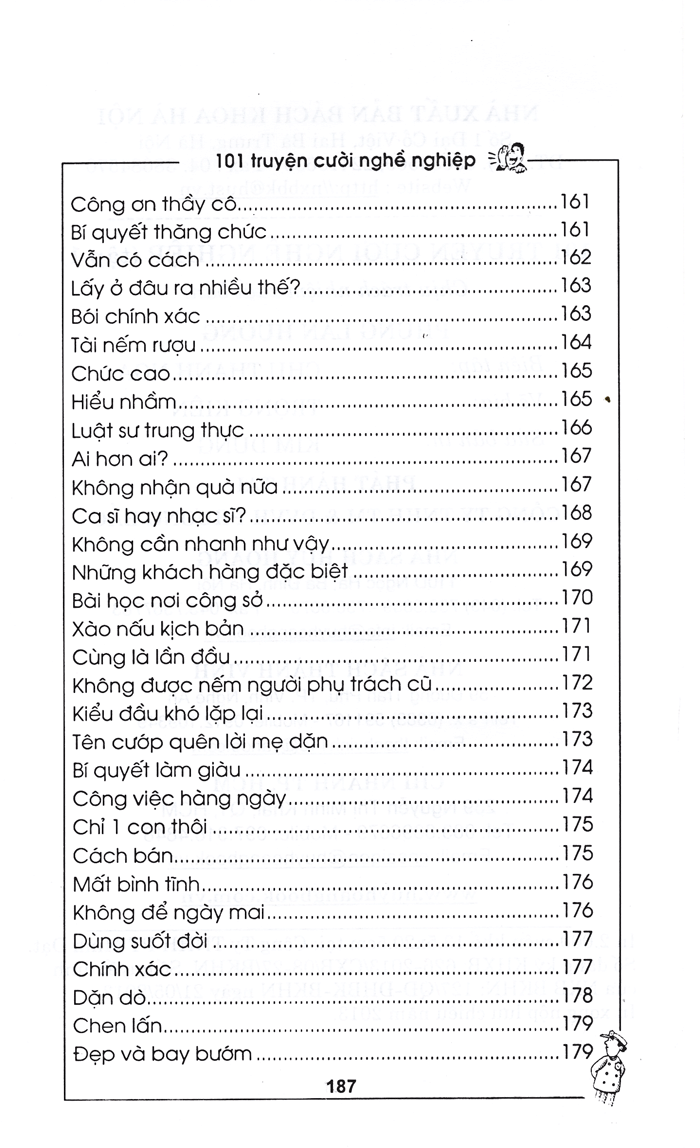 101 truyện cười nghề nghiệp
Công ơn thầy cô........161
Bí quyết thăng chức........161
Vẫn có cách........162
Lấy ở đâu ra nhiều thế?........163
Bói chính xác........163
Tài nếm rượu........164
Chức cao........165
Hiểu nhầm........165
Luật sư trung thực........166
Ai hơn ai?........167
Không nhận quà nữa........167
Ca sĩ hay nhạc sĩ?........168
Không cần nhanh như vậy........169
Những khách hàng đặc biệt........169
Bài học nơi công sở........170
Xào nấu kịch bản........171
Cùng là lần đầu........171
Không được nếm người phụ trách cũ........172
Kiểu đầu khó lặp lại........173
Tên cướp quên lời mẹ dặn........173
Bí quyết làm giàu........174
Công việc hàng ngày........174
Chỉ 1 con thôi........175
Cách bán........175
Mất bình tĩnh........176
Không để ngày mai........176
Dùng suốt đời........177
Chính xác........177
Dặn dò........178
Chen lấn........179
Đẹp và bay bướm........179
187